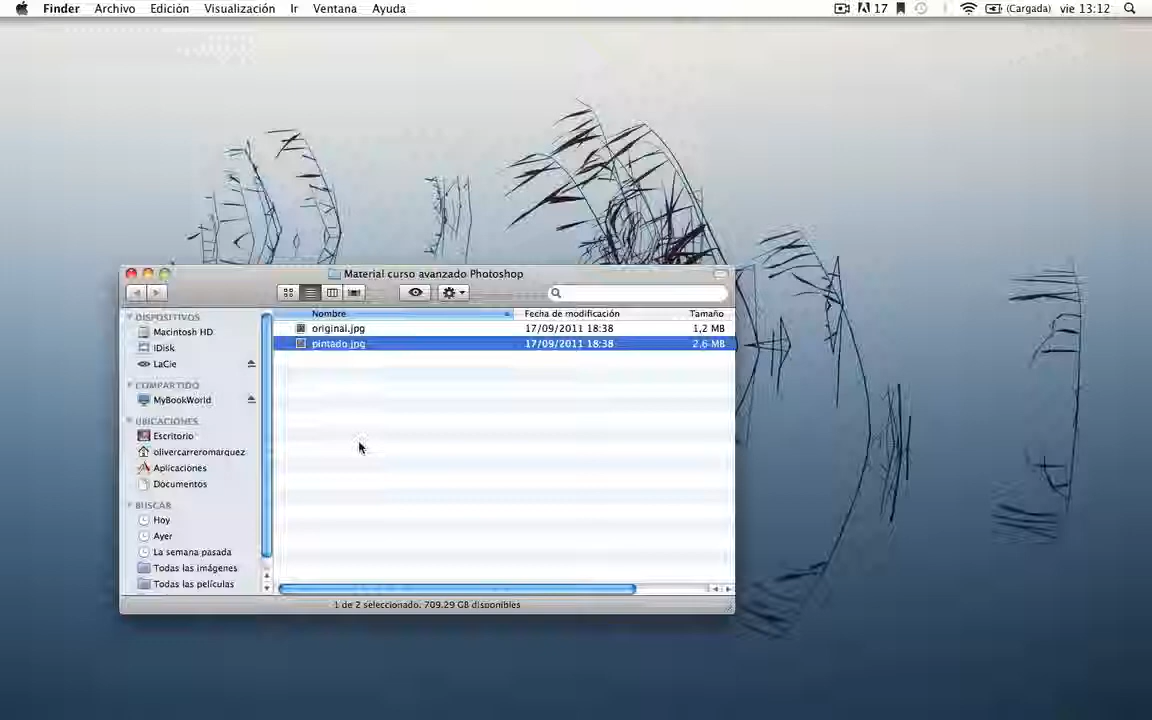 Finder Archivo Edición Visualización Ir Ventana Ayuda 17 (Cargada) vie 13:12
Material curso avanzado Photoshop
Nombre Fecha de modificación Tamaño
original.jpg 17/09/2011 18:38 1,2 MB
pintado.jpg 17/09/2011 18:38 2,6 MB
DISPOSITIVOS
Macintosh HD
iDisk
LaCie
COMPARTIDO
MyBookWorld
UBICACIONES
Escritorio
olivercarreromarquez
Aplicaciones
Documentos
BUSCAR
Hoy
Ayer
La semana pasada
Todas las imágenes
Todas las películas
1 de 2 seleccionado, 709.29 GB disponibles